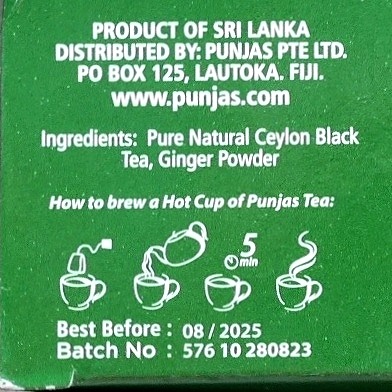 PRODUCT OF SRI LANKA
DISTRIBUTED BY: PUNJAS PTE LTD.
PO BOX 125, LAUTOKA. FIJI.
www.punjas.com
Ingredients: Pure Natural Ceylon Black
Tea, Ginger Powder
How to brew a Hot Cup of Punjas Tea:
5
min
Best Before : 08 / 2025
Batch No : 576 10 280823